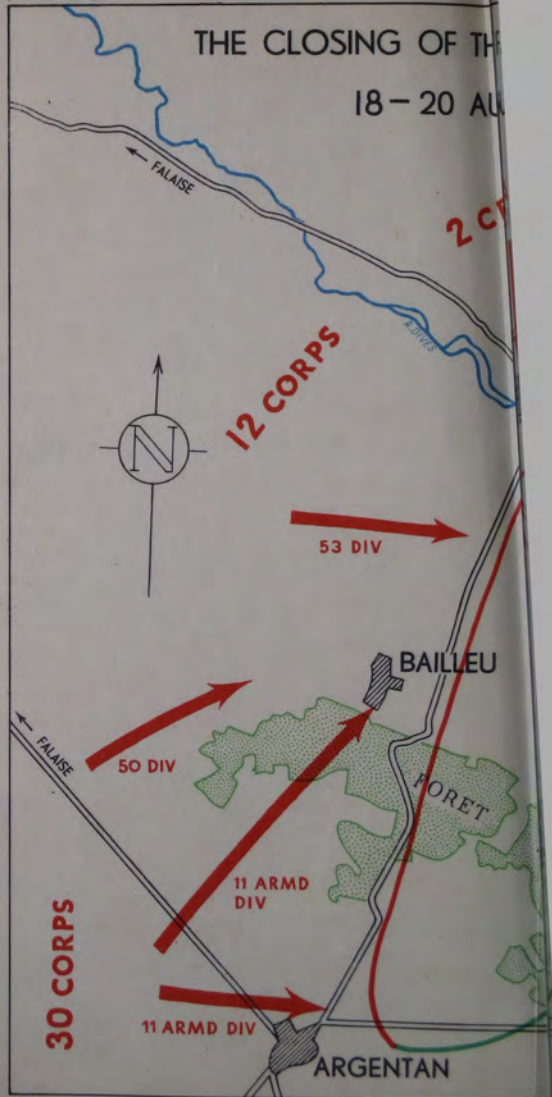 THE CLOSING OF TH
18-20 AU
FALAISE
2 C
R. DIVES
12 CORPS
N
53 DIV
BAILLEU
50 DIV
FALAISE
FORET
11 ARMD
DIV
30 CORPS
11 ARMD DIV
ARGENTAN